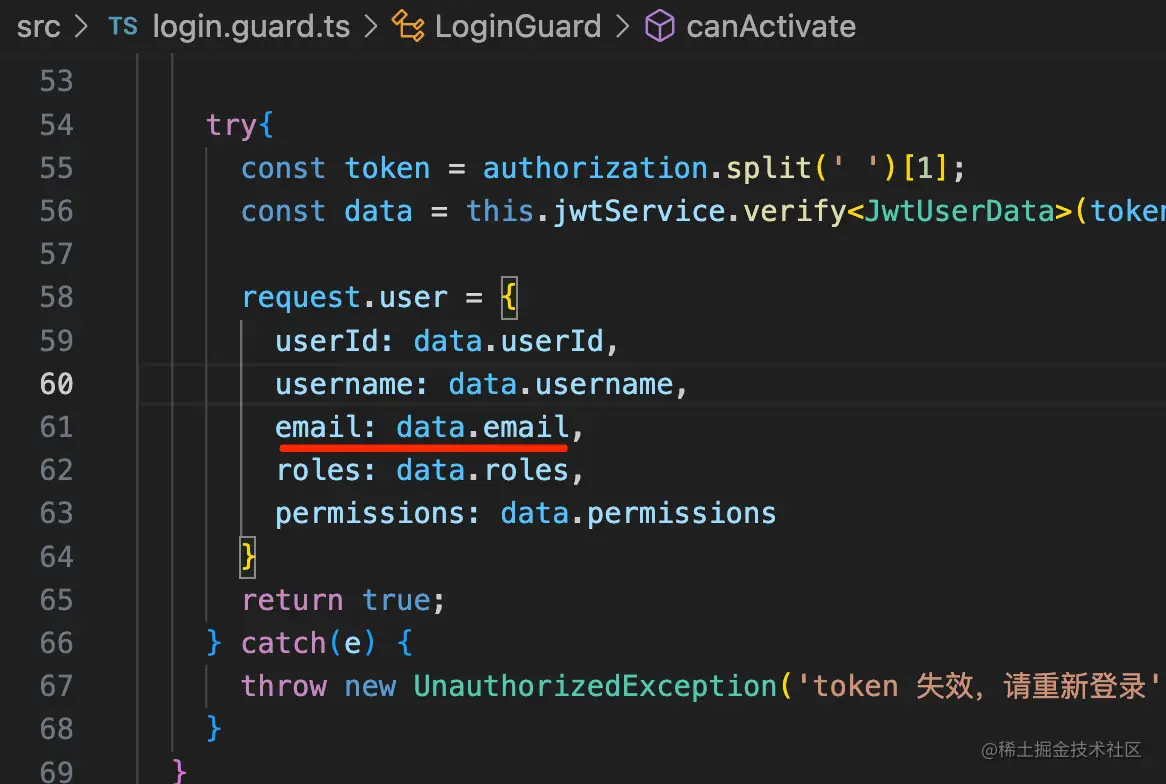 src > TS login.guard.ts > LoginGuard > canActivate
53
54 try{
55 const token = authorization.split(' ')[1];
56 const data = this.jwtService.verify<JwtUserData>(token
57
58 request.user = {
59 userId: data.userId,
60 username: data.username,
61 email: data.email,
62 roles: data.roles,
63 permissions: data.permissions
64 }
65 return true;
66 } catch(e) {
67 throw new UnauthorizedException('token 失效，请重新登录'
68 }
69 }
@稀土掘金技术社区